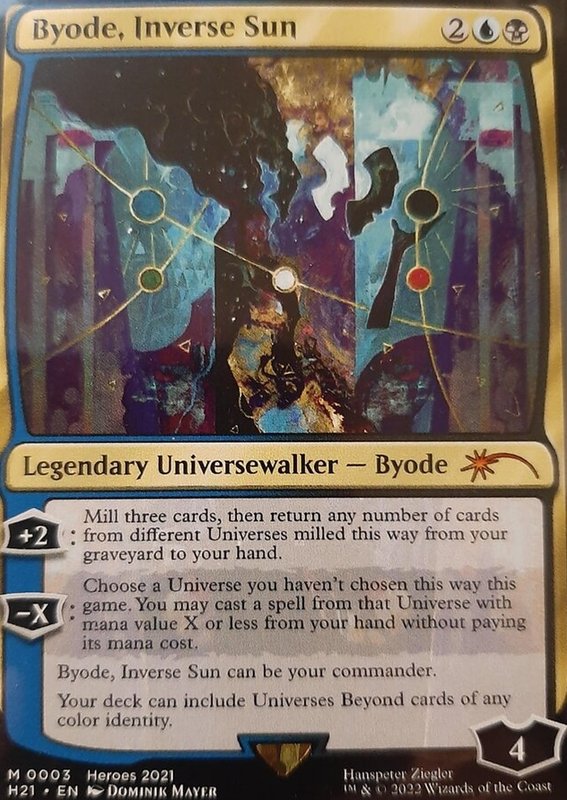 Byode, Inverse Sun 2
Legendary Universewalker — Byode
+2: Mill three cards, then return any number of cards
from different Universes milled this way from your
graveyard to your hand.
Choose a Universe you haven't chosen this way this
-X: game. You may cast a spell from that Universe with
mana value X or less from your hand without paying
its mana cost.
Byode, Inverse Sun can be your commander.
Your deck can include Universes Beyond cards of any
color identity.
4
M 0003 Heroes 2021
H21 • EN DOMINIK MAYER
Hanspeter Ziegler
™ & © 2022 Wizards of the Coast